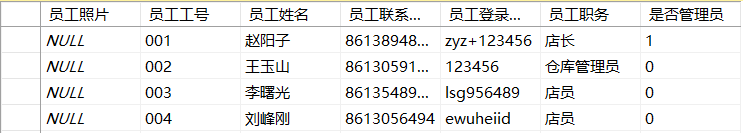 员工照片 员工工号 员工姓名 员工联系... 员工登录... 员工职务 是否管理员
NULL 001 赵阳子 86138948... zyz+123456 店长 1
NULL 002 王玉山 86130591... 123456 仓库管理员 0
NULL 003 李曙光 86135489... lsg956489 店员 0
NULL 004 刘峰刚 8613056494 ewuheiid 店员 0